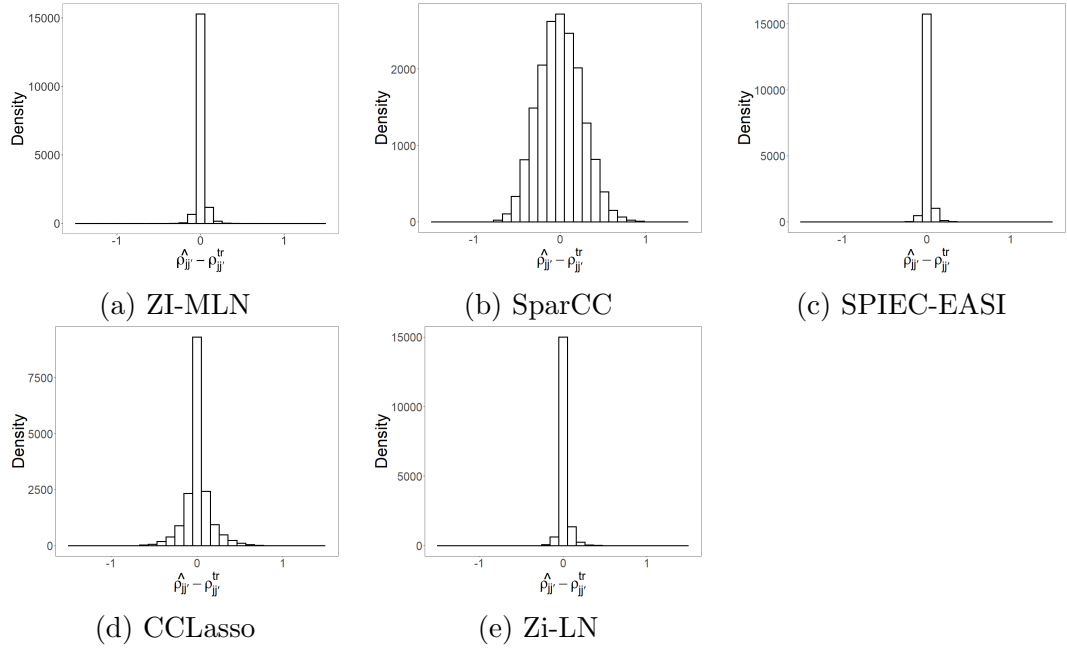 15000
10000
5000
0
Density
-1 0 1
ρ̂jj′ − ρjj′^tr
(a) ZI-MLN
2000
1000
0
Density
-1 0 1
ρ̂jj′ − ρjj′^tr
(b) SparCC
15000
10000
5000
0
Density
-1 0 1
ρ̂jj′ − ρjj′^tr
(c) SPIEC-EASI
7500
5000
2500
0
Density
-1 0 1
ρ̂jj′ − ρjj′^tr
(d) CCLasso
15000
10000
5000
0
Density
-1 0 1
ρ̂jj′ − ρjj′^tr
(e) Zi-LN